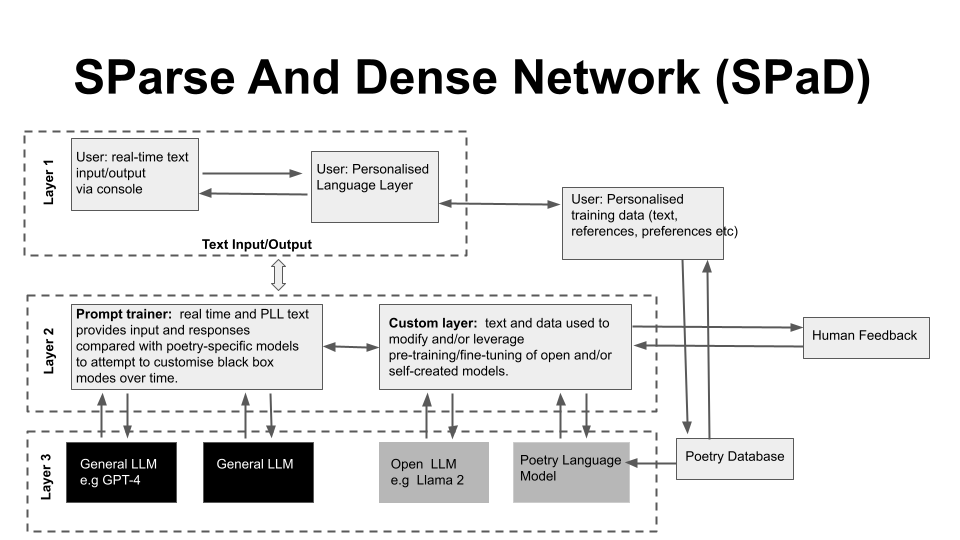 SParse And Dense Network (SPaD)
Layer 1
User: real-time text
input/output
via console
User: Personalised
Language Layer
Text Input/Output
User: Personalised
training data (text,
references, preferences etc)
Layer 2
Prompt trainer: real time and PLL text
provides input and responses
compared with poetry-specific models
to attempt to customise black box
modes over time.
Custom layer: text and data used to
modify and/or leverage
pre-training/fine-tuning of open and/or
self-created models.
Human Feedback
Layer 3
General LLM
e.g GPT-4
General LLM
Open LLM
e.g Llama 2
Poetry Language
Model
Poetry Database